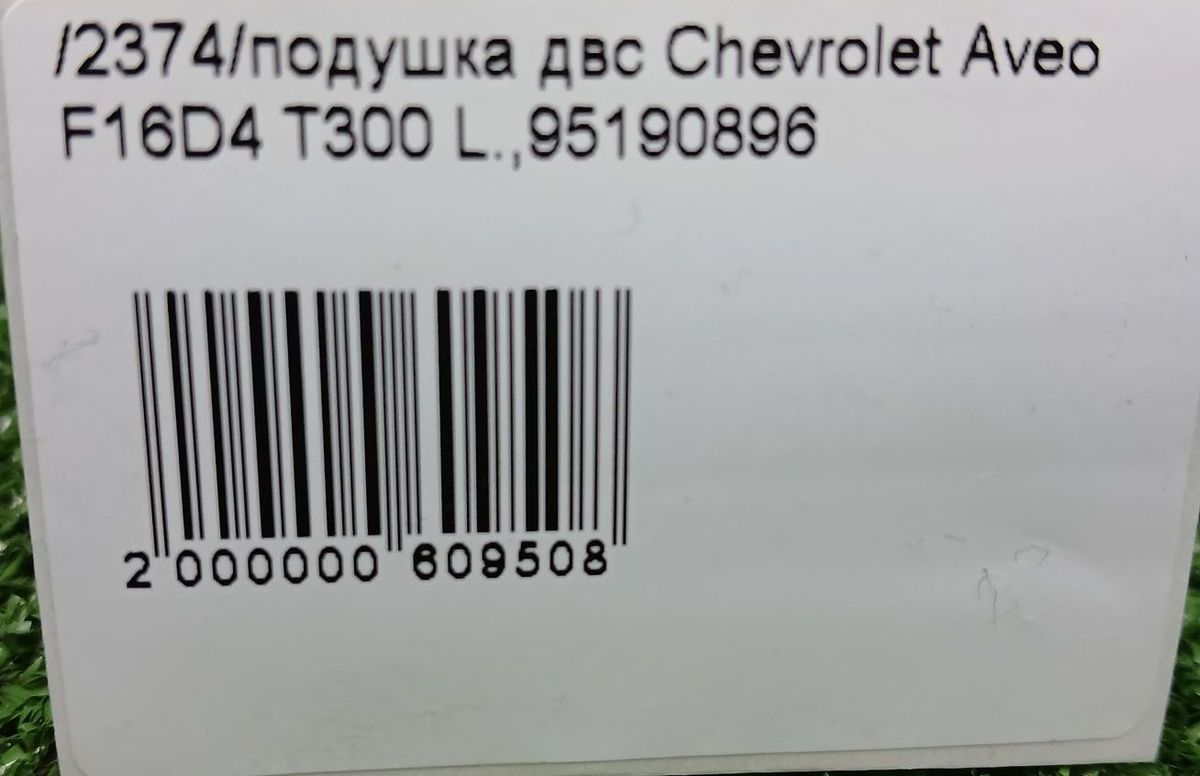 /2374/подушка двс Chevrolet Aveo
F16D4 T300 L.,95190896
2 000000 609508